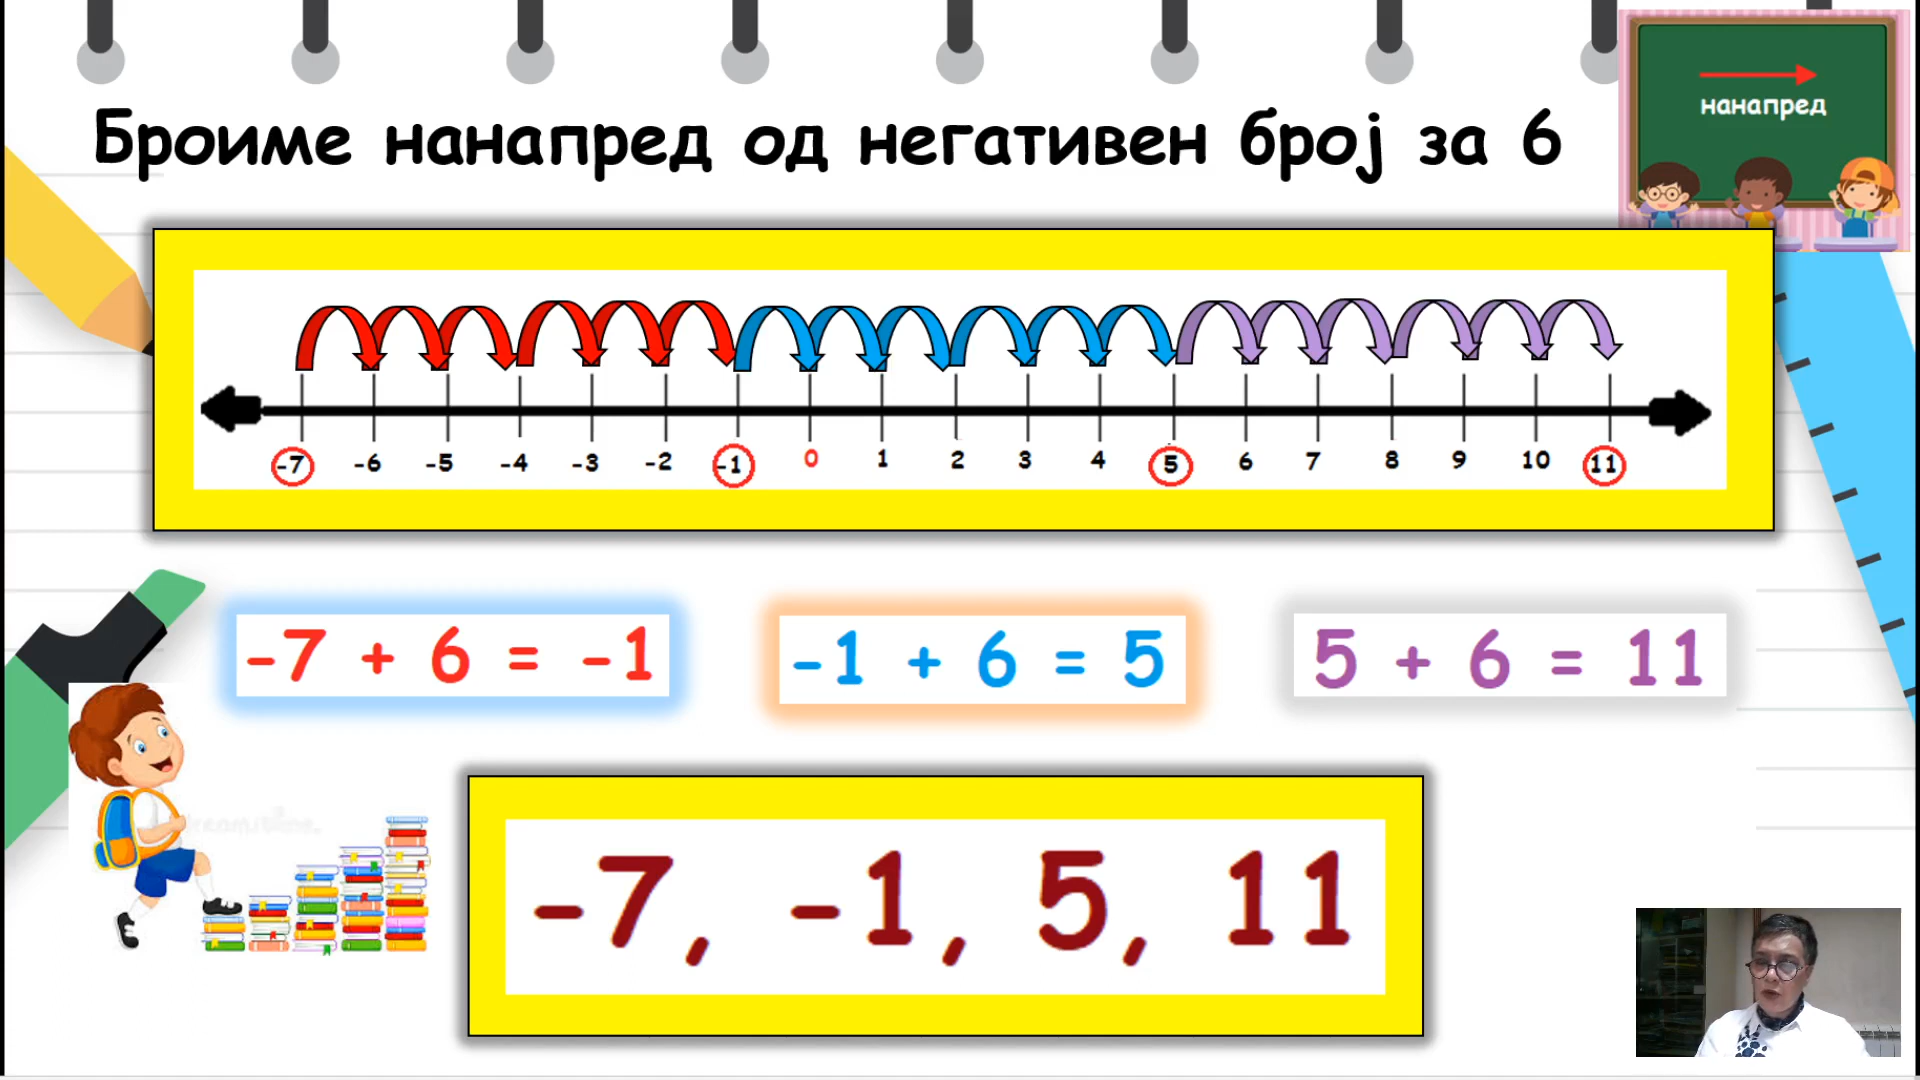 Броиме нанапред од негативен број за 6
нанапред
-7 -6 -5 -4 -3 -2 -1 0 1 2 3 4 5 6 7 8 9 10 11
-7 + 6 = -1
-1 + 6 = 5
5 + 6 = 11
-7, -1, 5, 11